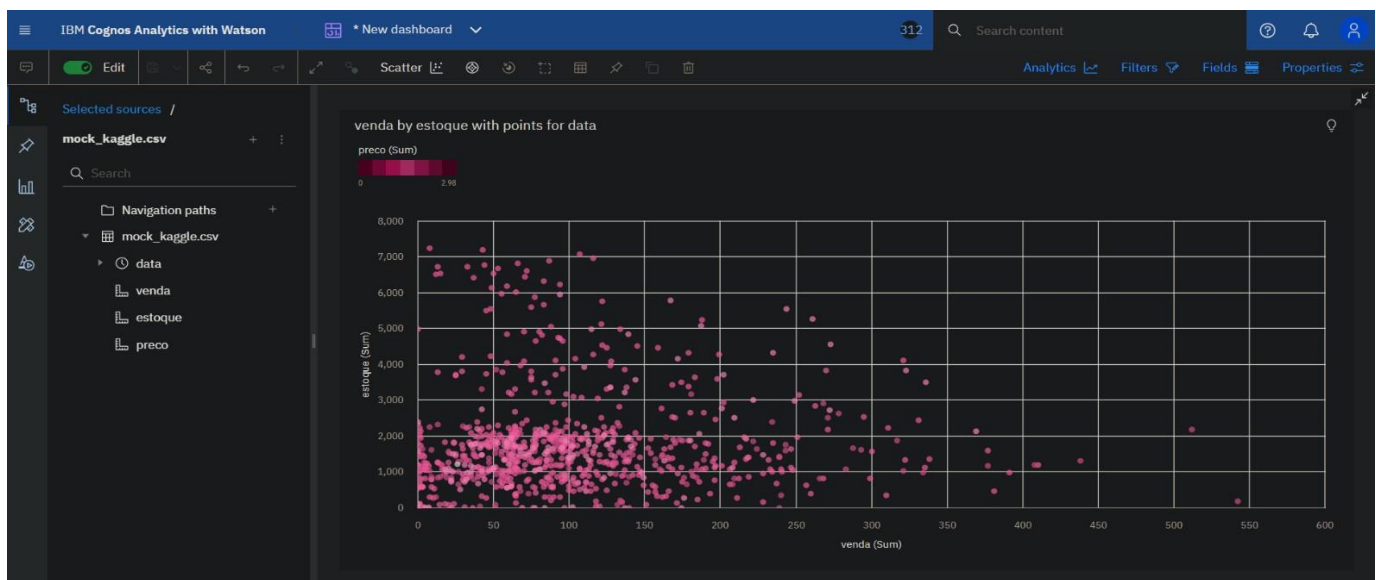 IBM Cognos Analytics with Watson
* New dashboard
312
Search content
Edit
Scatter
Analytics
Filters
Fields
Properties
Selected sources /
mock_kaggle.csv
Search
Navigation paths
mock_kaggle.csv
data
venda
estoque
preco
venda by estoque with points for data
preco (Sum)
0 2.98
estoque (Sum)
8,000
7,000
6,000
5,000
4,000
3,000
2,000
1,000
0
0 50 100 150 200 250 300 350 400 450 500 550 600
venda (Sum)